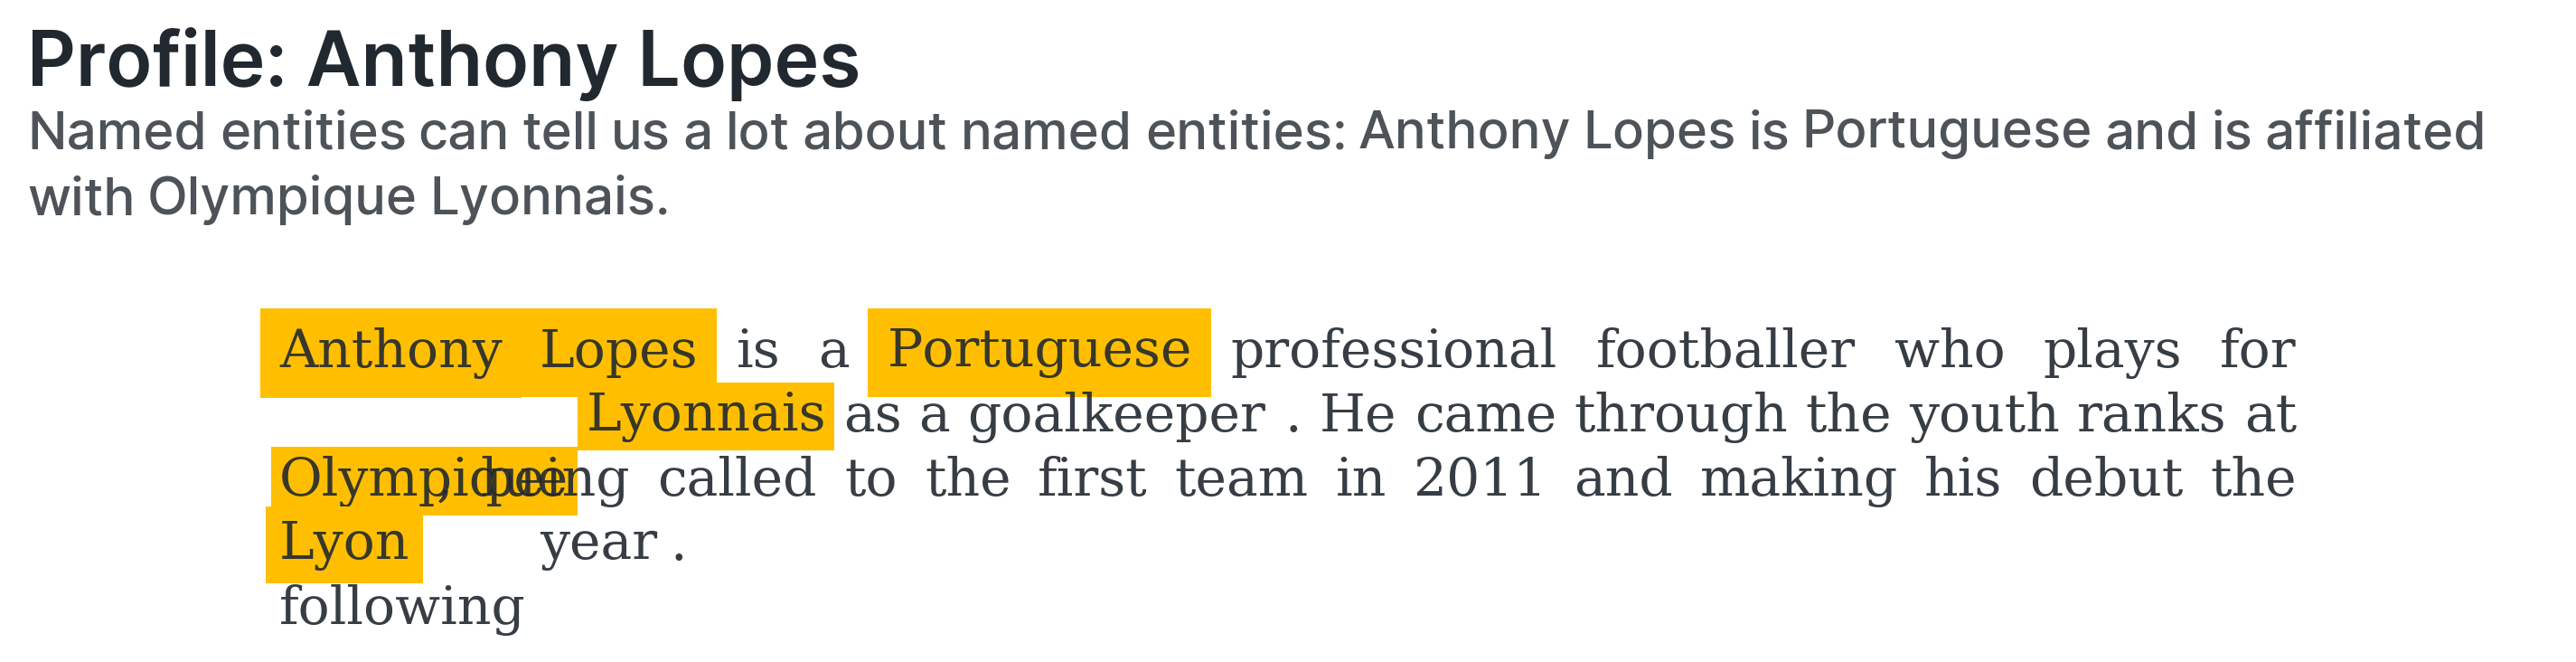 Profile: Anthony Lopes
Named entities can tell us a lot about named entities: Anthony Lopes is Portuguese and is affiliated
with Olympique Lyonnais.
Anthony Lopes is a Portuguese professional footballer who plays for
Lyonnais as a goalkeeper . He came through the youth ranks at
Olympique , being called to the first team in 2011 and making his debut the
Lyon year .
following